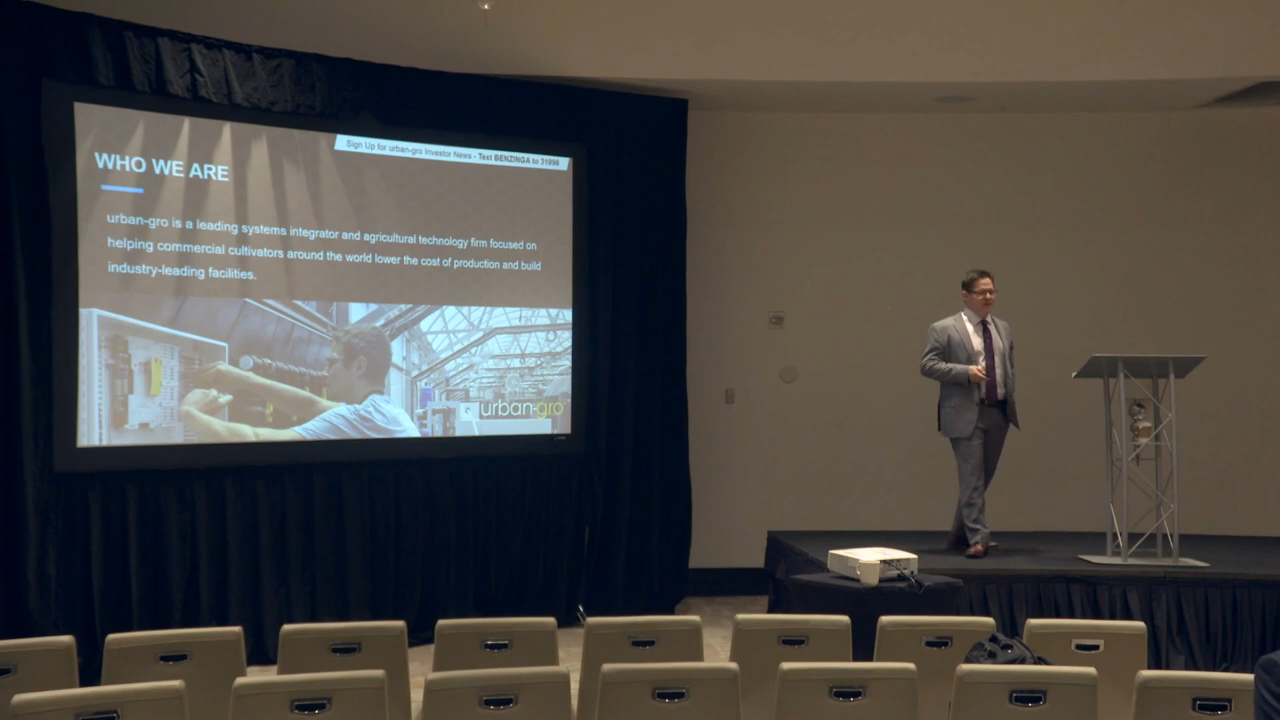 Sign Up for urban-gro Investor News - Text BENZINGA to 31996
WHO WE ARE
urban-gro is a leading systems integrator and agricultural technology firm focused on
helping commercial cultivators around the world lower the cost of production and build
industry-leading facilities.
urban-gro